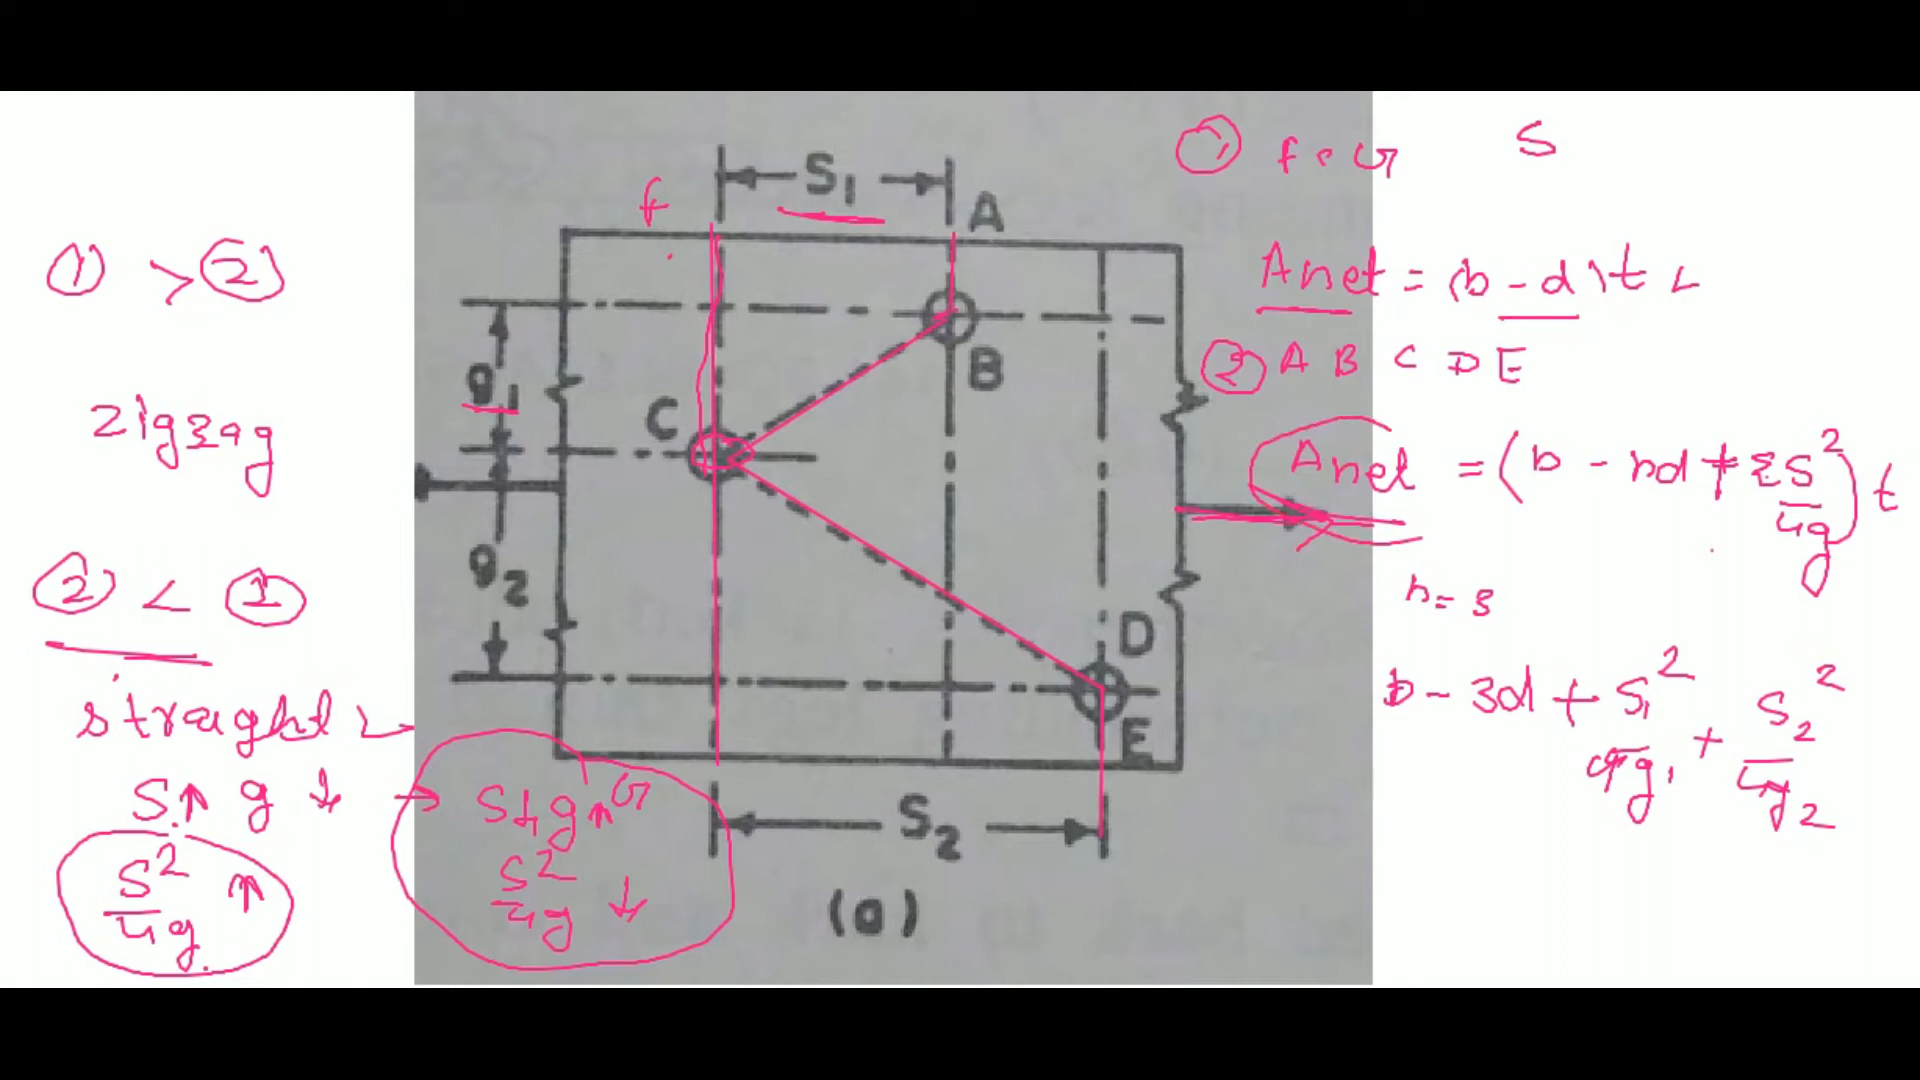 ① > ②
Zigzag
② < ①
straight
S↑ g ↓
S²/4g ↑
S↓ g↑
S²/4g ↓
f
S₁
A
g₁
B
C
g₂
D
E
S₂
(a)
① f C G S
Anet = (b - d) t
② A B C D E
Anet = (b - nd + ΣS²/4g) t
n = 3
b - 3d + S₁²/4g₁ + S₂²/4g₂